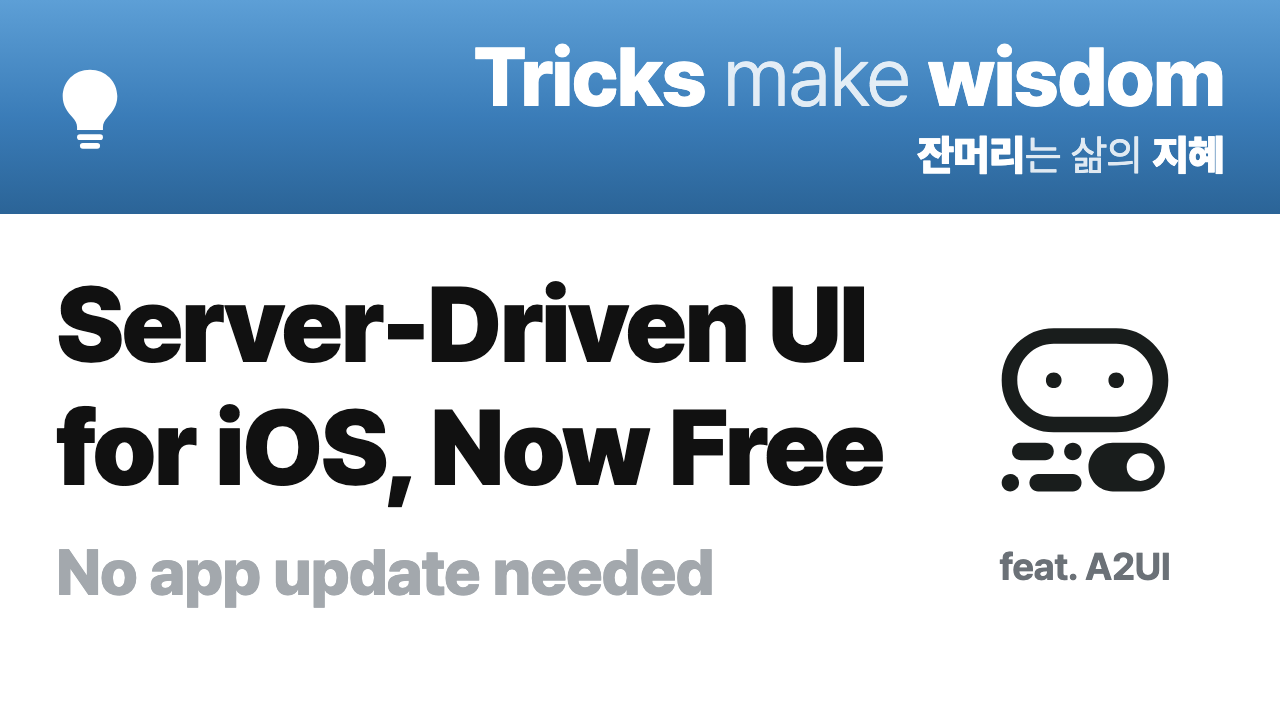 Tricks make wisdom
잔머리는 삶의 지혜
Server-Driven UI
for iOS, Now Free
No app update needed
feat. A2UI